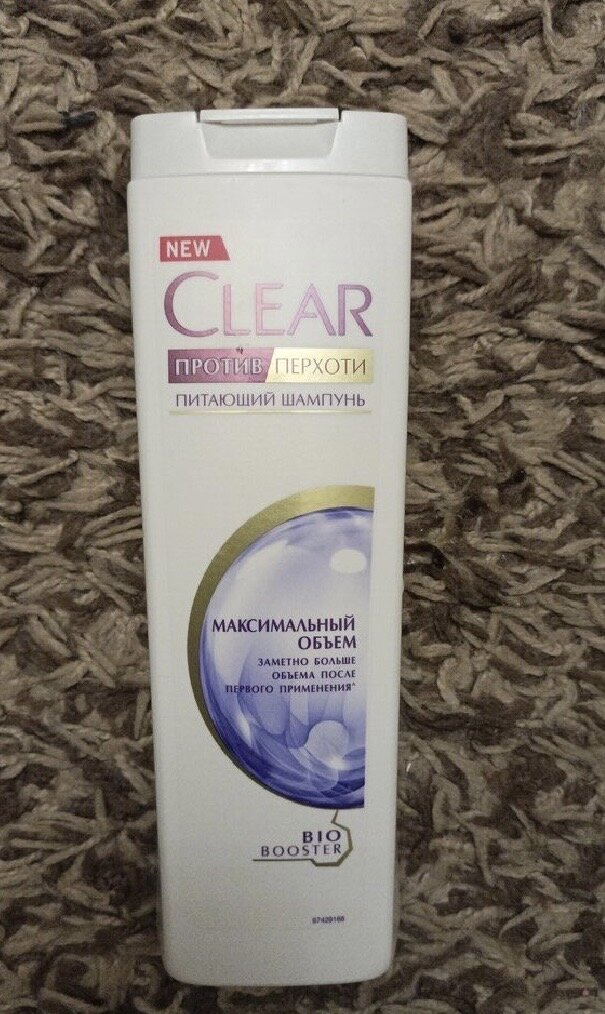 NEW
CLEAR
ПРОТИВ ПЕРХОТИ
ПИТАЮЩИЙ ШАМПУНЬ
МАКСИМАЛЬНЫЙ
ОБЪЕМ
ЗАМЕТНО БОЛЬШЕ
ОБЪЕМА ПОСЛЕ
ПЕРВОГО ПРИМЕНЕНИЯ^
BIO
BOOSTER